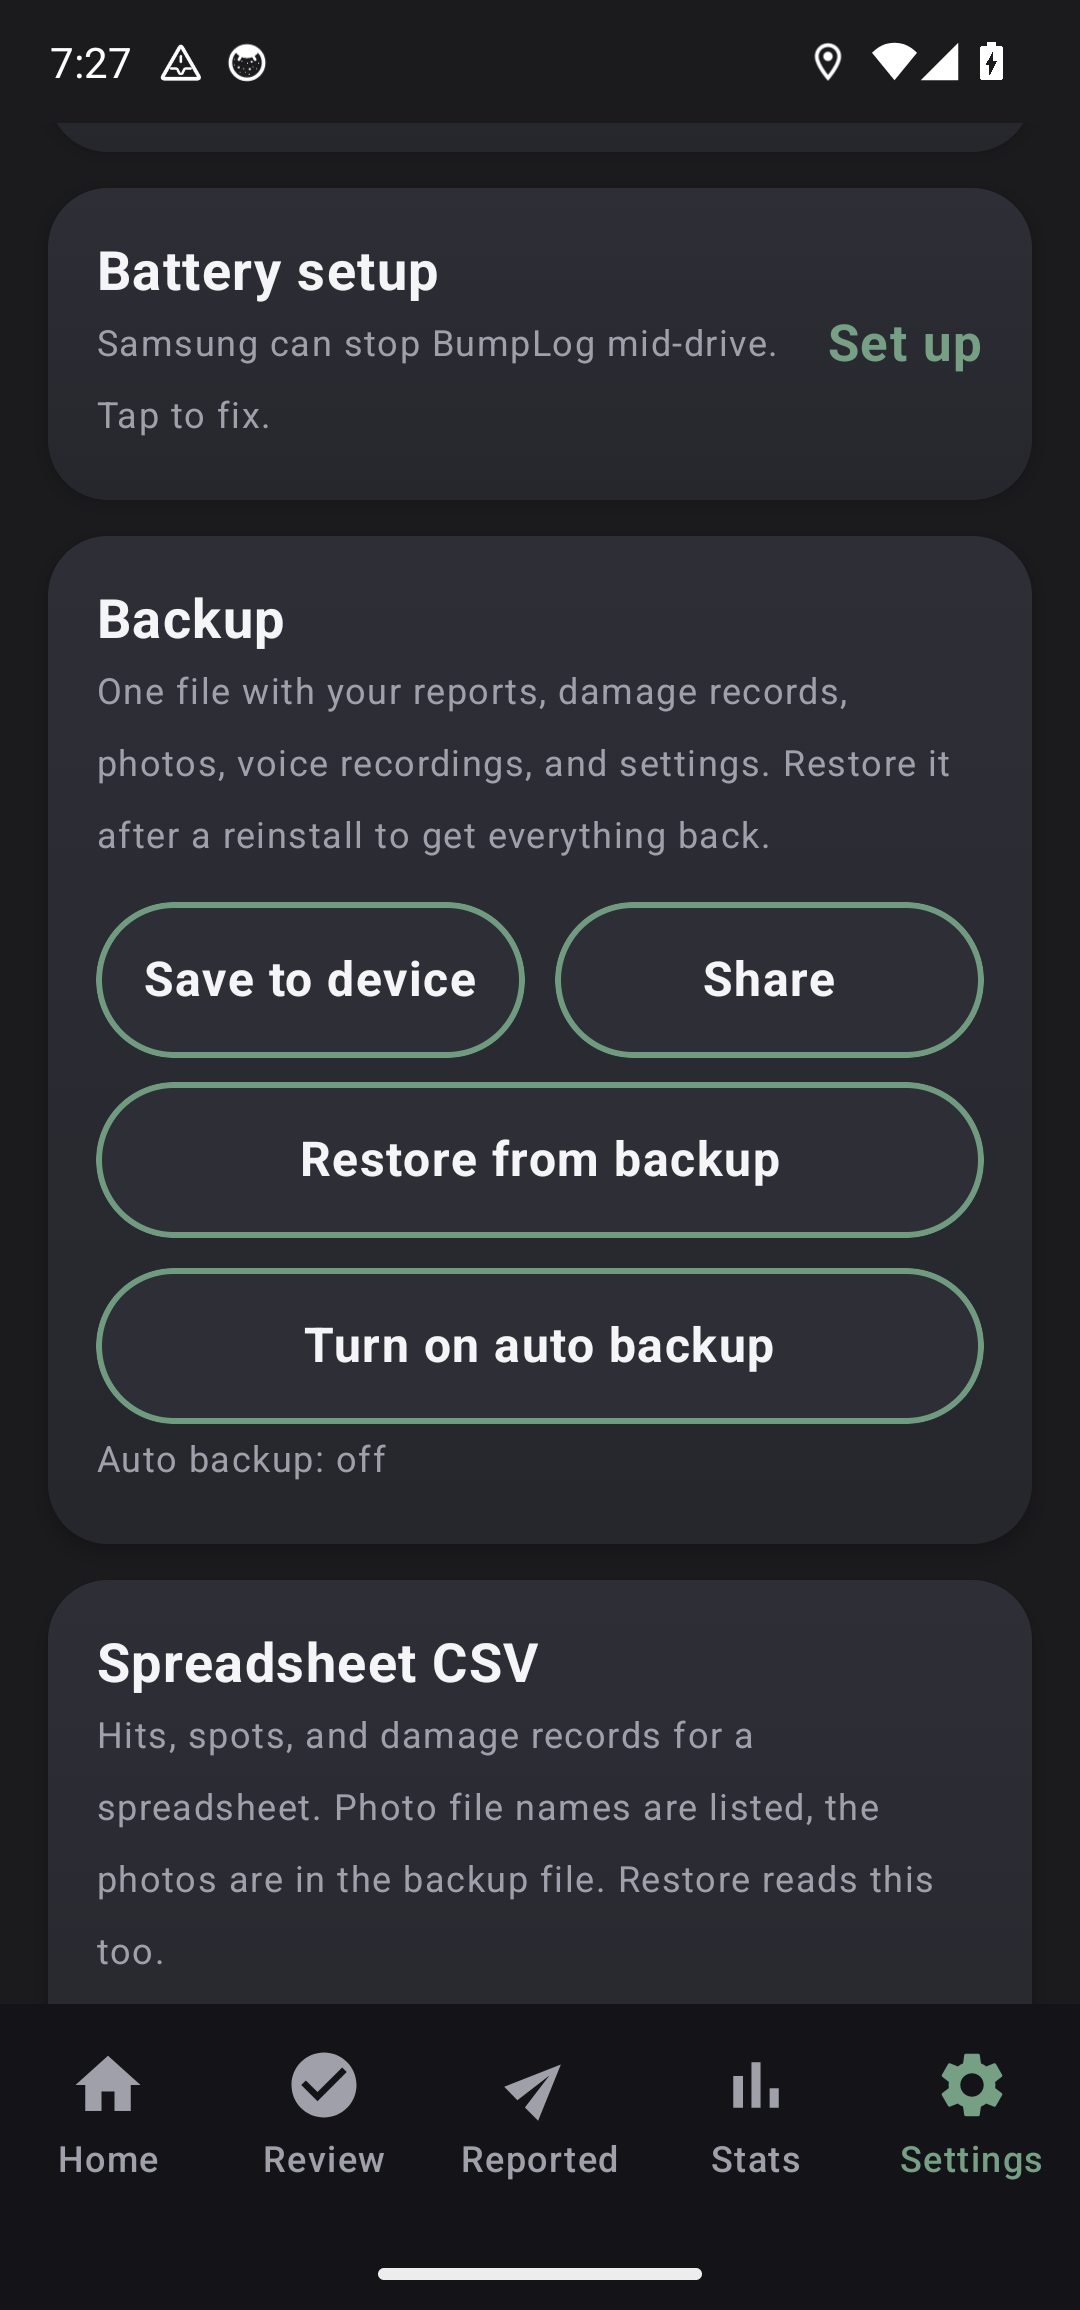 7:27
Battery setup
Samsung can stop BumpLog mid-drive.
Tap to fix.
Set up
Backup
One file with your reports, damage records,
photos, voice recordings, and settings. Restore it
after a reinstall to get everything back.
Save to device
Share
Restore from backup
Turn on auto backup
Auto backup: off
Spreadsheet CSV
Hits, spots, and damage records for a
spreadsheet. Photo file names are listed, the
photos are in the backup file. Restore reads this
too.
Home
Review
Reported
Stats
Settings